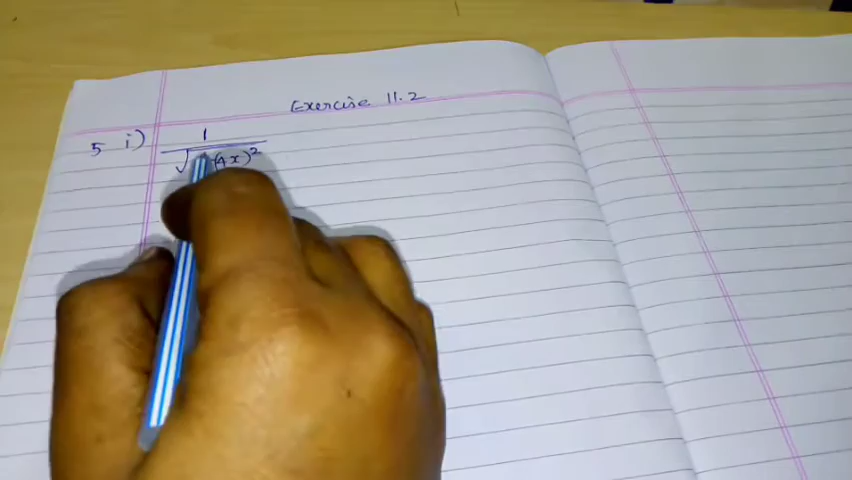 Exercise 11.2
5 i) 1
√ (4x)²